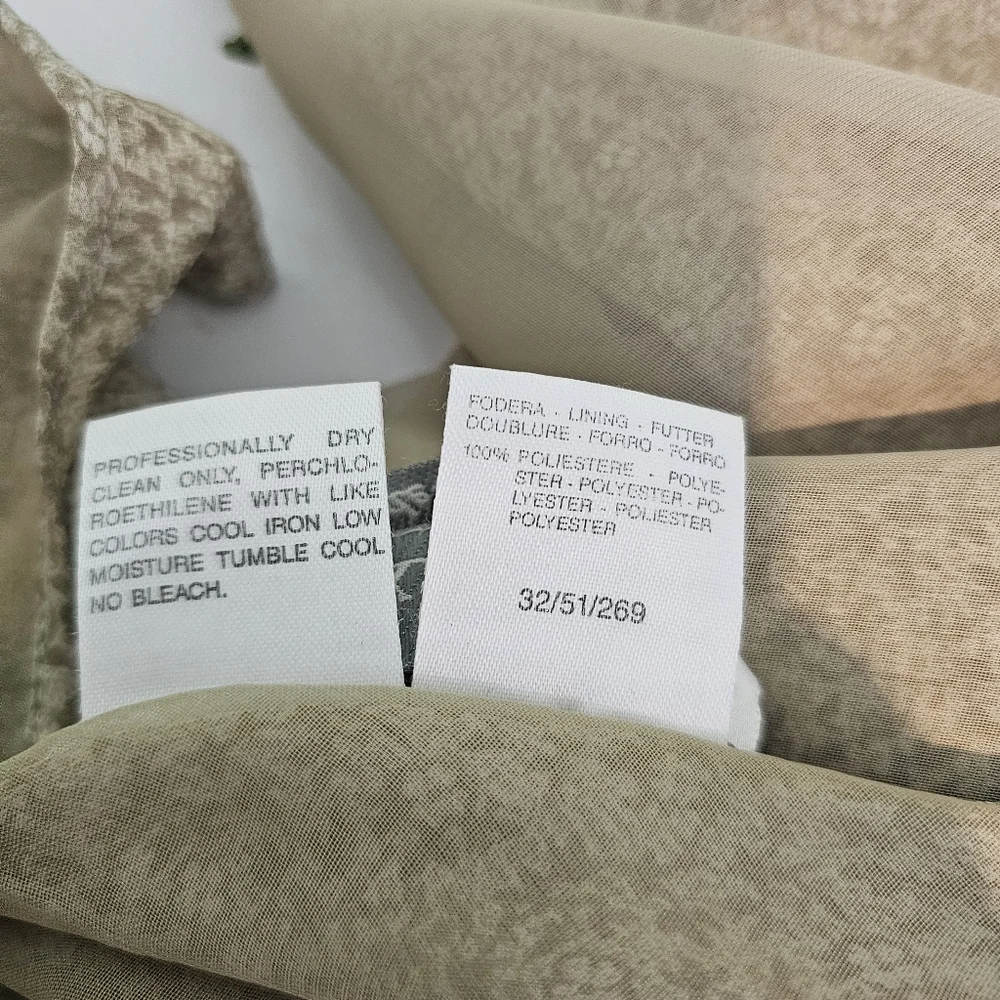 PROFESSIONALLY DRY
CLEAN ONLY, PERCHLO-
ROETHILENE WITH LIKE
COLORS COOL IRON LOW
MOISTURE TUMBLE COOL
NO BLEACH.
FODERA - LINING - FUTTER
DOUBLURE - FORRO - FORRO
100% POLIESTERE - POLYE-
STER - POLYESTER - PO-
LYESTER - POLIESTER
POLYESTER
32/51/269